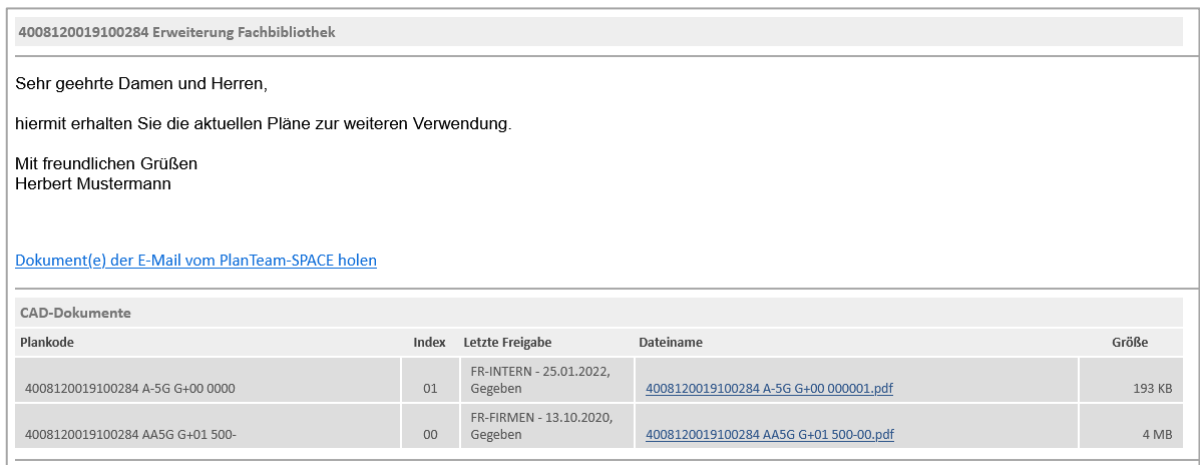 4008120019100284 Erweiterung Fachbibliothek
Sehr geehrte Damen und Herren,
hiermit erhalten Sie die aktuellen Pläne zur weiteren Verwendung.
Mit freundlichen Grüßen
Herbert Mustermann
Dokument(e) der E-Mail vom PlanTeam-SPACE holen
CAD-Dokumente
Plankode Index Letzte Freigabe Dateiname Größe
FR-INTERN - 25.01.2022,
4008120019100284 A-5G G+00 0000 01 Gegeben 4008120019100284 A-5G G+00 000001.pdf 193 KB
FR-FIRMEN - 13.10.2020,
4008120019100284 AA5G G+01 500- 00 Gegeben 4008120019100284 AA5G G+01 500-00.pdf 4 MB